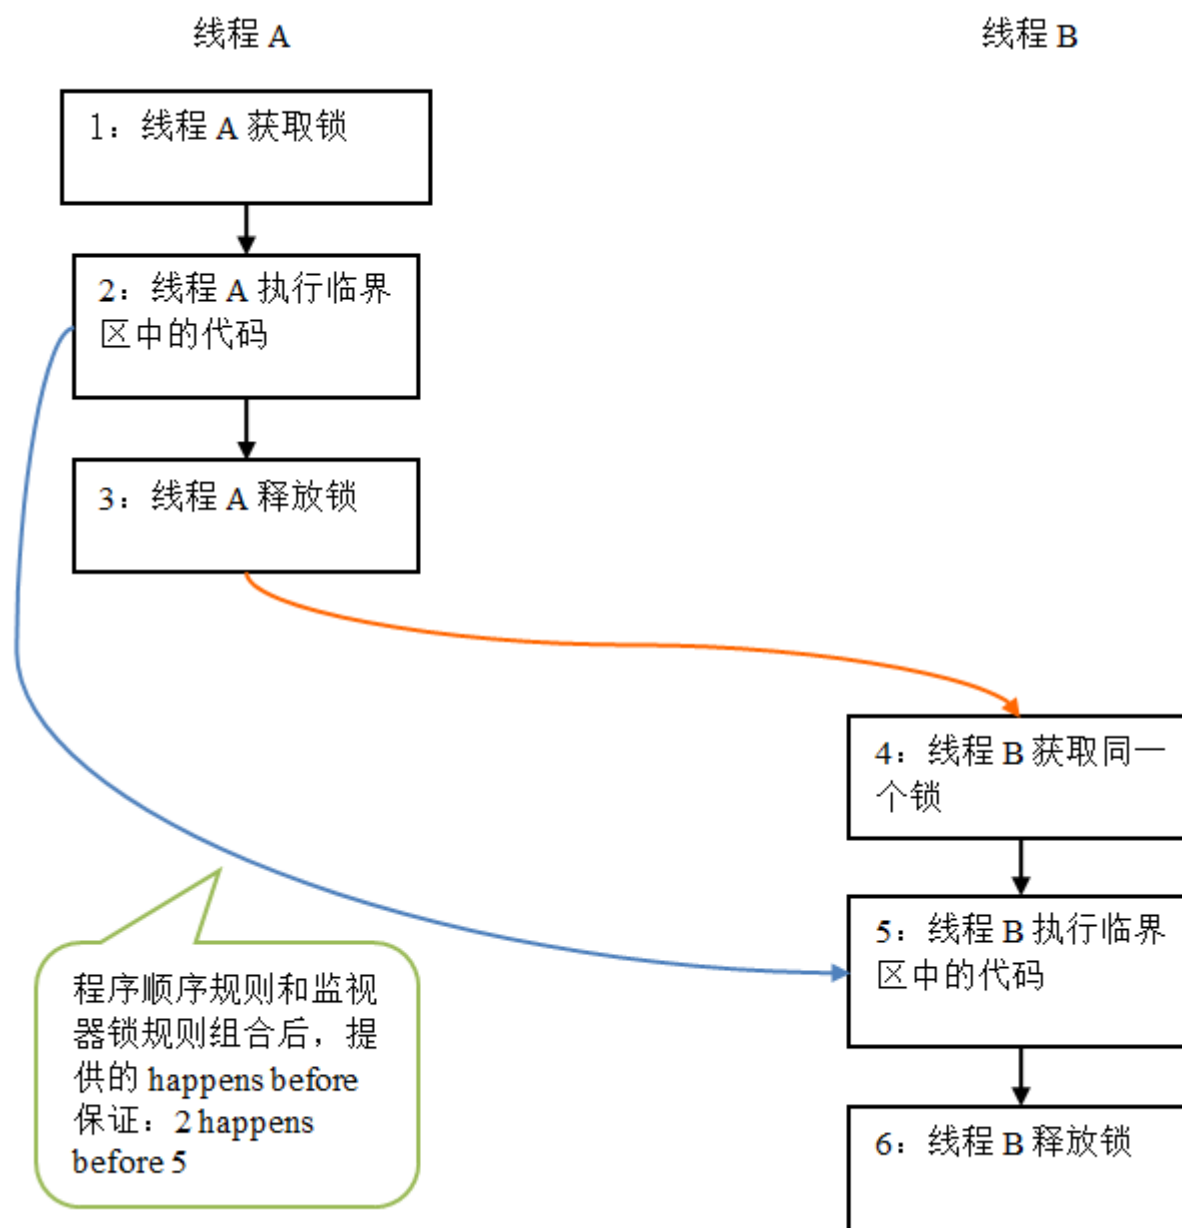 线程 A
线程 B
1：线程 A 获取锁
2：线程 A 执行临界
区中的代码
3：线程 A 释放锁
4：线程 B 获取同一
个锁
5：线程 B 执行临界
区中的代码
6：线程 B 释放锁
程序顺序规则和监视
器锁规则组合后，提
供的 happens before
保证：2 happens
before 5